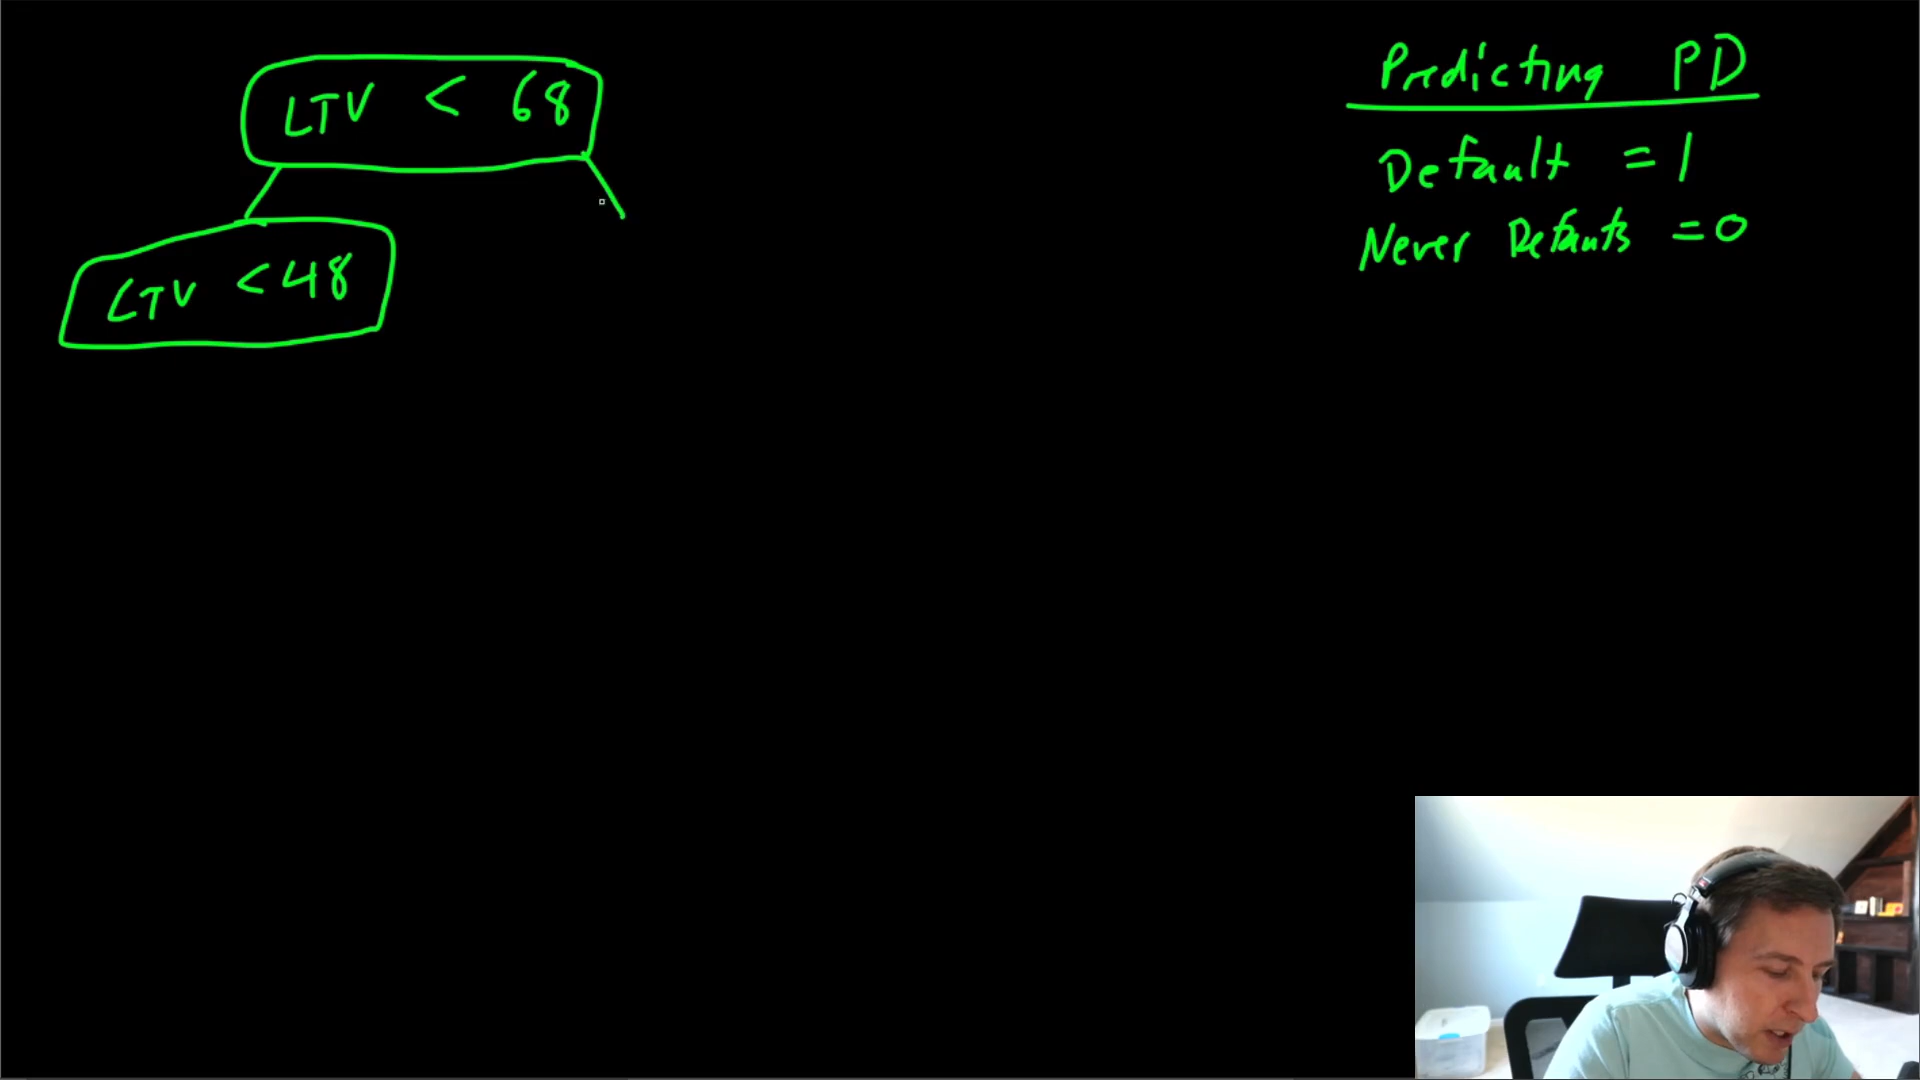 LTV < 68
LTV < 48
Predicting PD
Default = 1
Never Defaults = 0